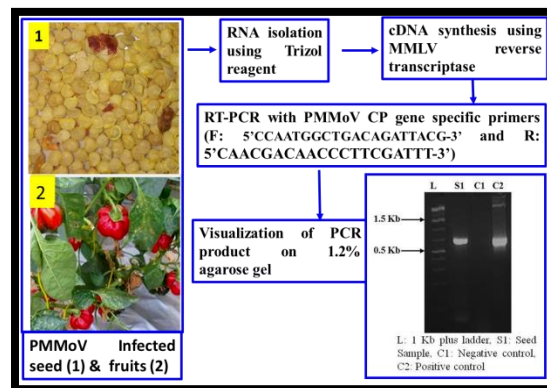 1
2
PMMoV Infected
seed (1) & fruits (2)
RNA isolation
using Trizol
reagent
cDNA synthesis using
MMLV reverse
transcriptase
RT-PCR with PMMoV CP gene specific primers
(F: 5’CCAATGGCTGACAGATTACG-3’ and R:
5’CAACGACAACCCTTCGATTT-3’)
Visualization of PCR
product on 1.2%
agarose gel
L S1 C1 C2
1.5 Kb
0.5 Kb
L: 1 Kb plus ladder, S1: Seed
Sample, C1: Negative control,
C2: Positive control